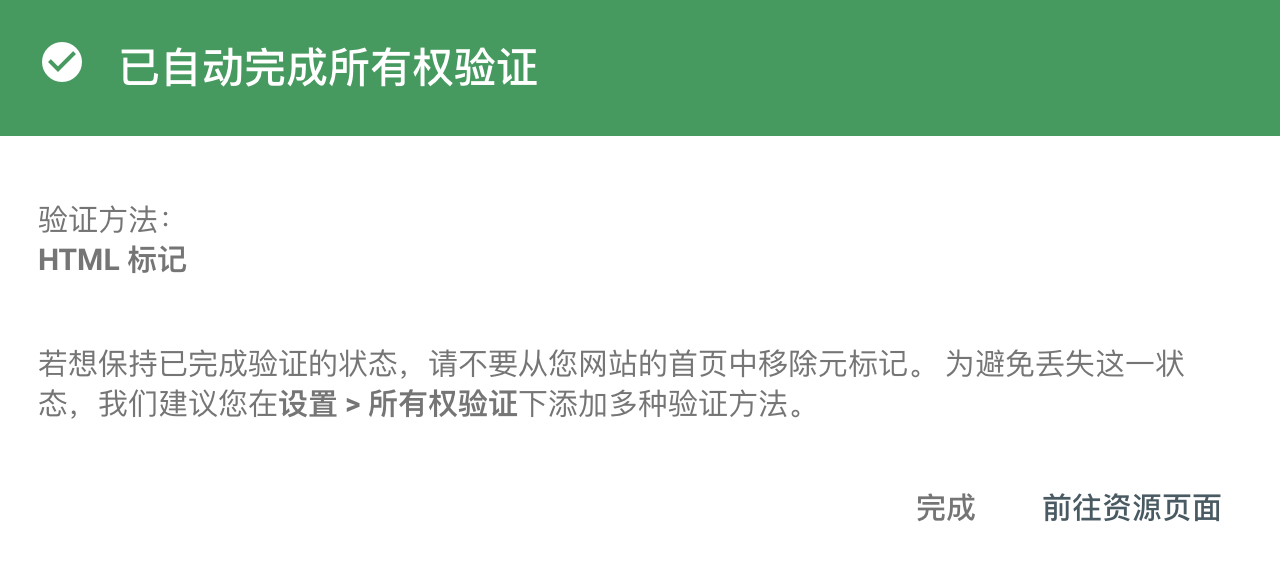 已自动完成所有权验证
验证方法：
HTML 标记
若想保持已完成验证的状态，请不要从您网站的首页中移除元标记。 为避免丢失这一状
态，我们建议您在设置 > 所有权验证下添加多种验证方法。
完成 前往资源页面